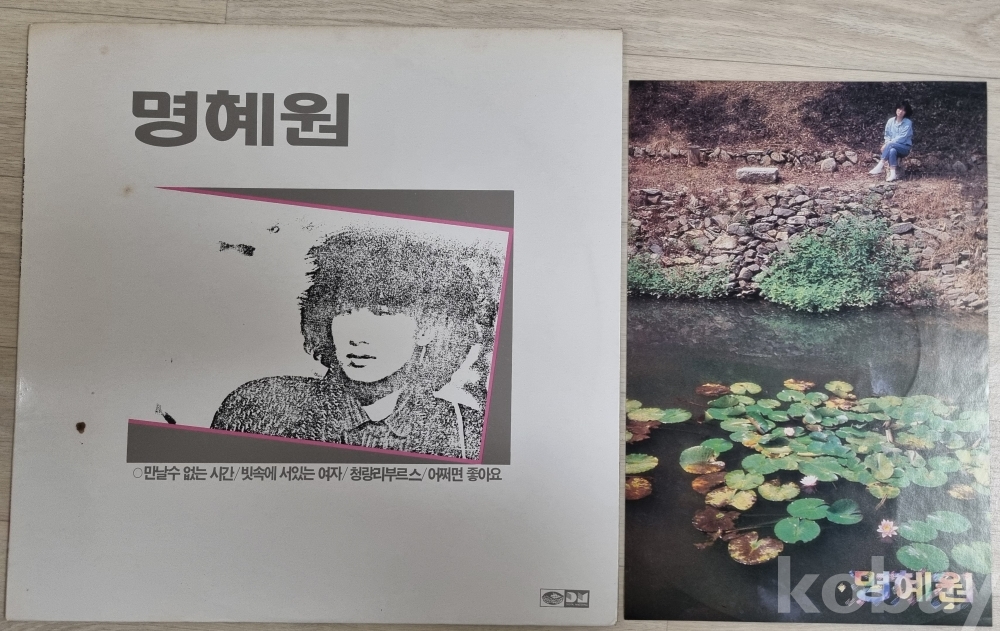 명혜원
○만날수 없는 시간/빗속에 서있는 여자/청량리부르스/어쩌면 좋아요
명혜원
kobuy